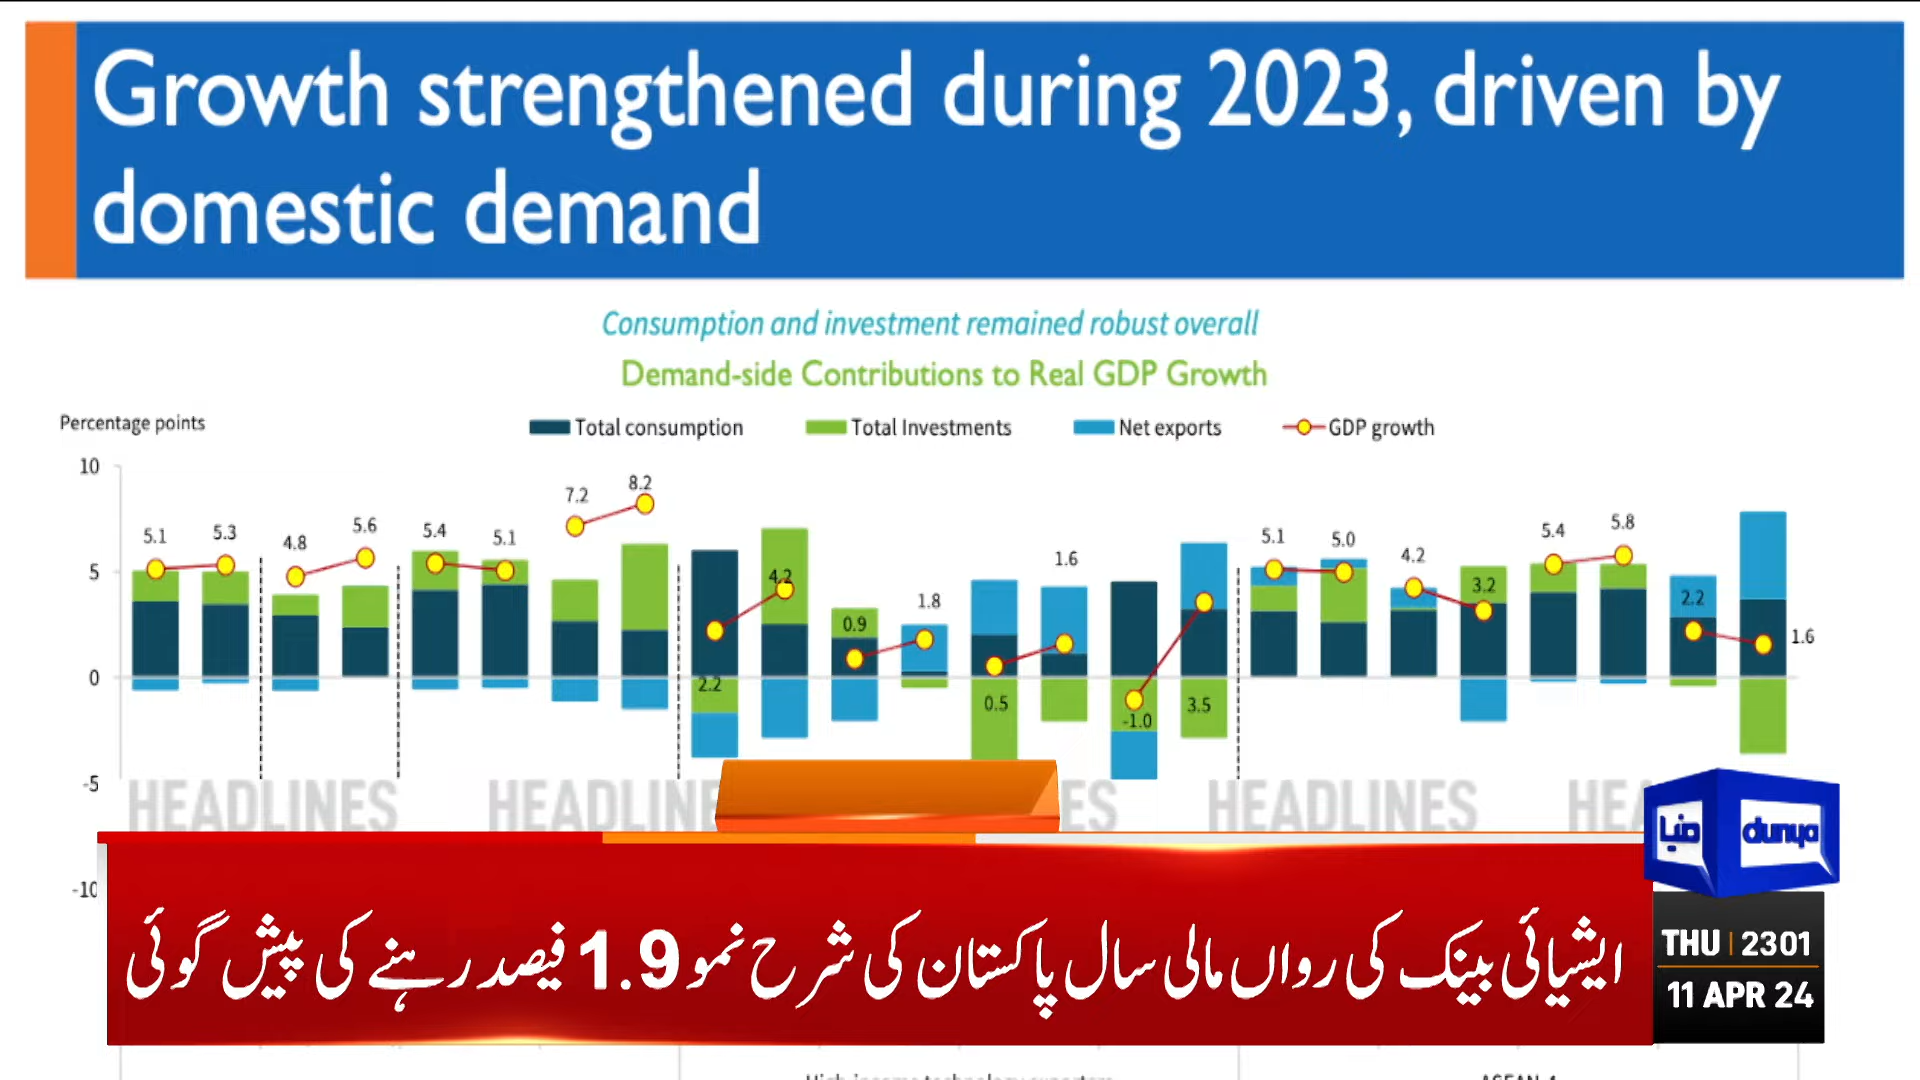 Growth strengthened during 2023, driven by
domestic demand
Consumption and investment remained robust overall
Demand-side Contributions to Real GDP Growth
Percentage points
Total consumption Total Investments Net exports GDP growth
10
5
0
-5
-10
5.1 5.3 4.8 5.6 5.4 5.1 7.2 8.2 2.2 4.2 0.9 1.8 0.5 1.6 -1.0 3.5 5.1 5.0 4.2 3.2 5.4 5.8 2.2 1.6
HEADLINES HEADLINE ES HEADLINES HEA
دنیا dunya
ایشیائی بینک کی رواں مالی سال پاکستان کی شرح نمو 1.9 فیصد رہنے کی پیش گوئی
THU 2301
11 APR 24